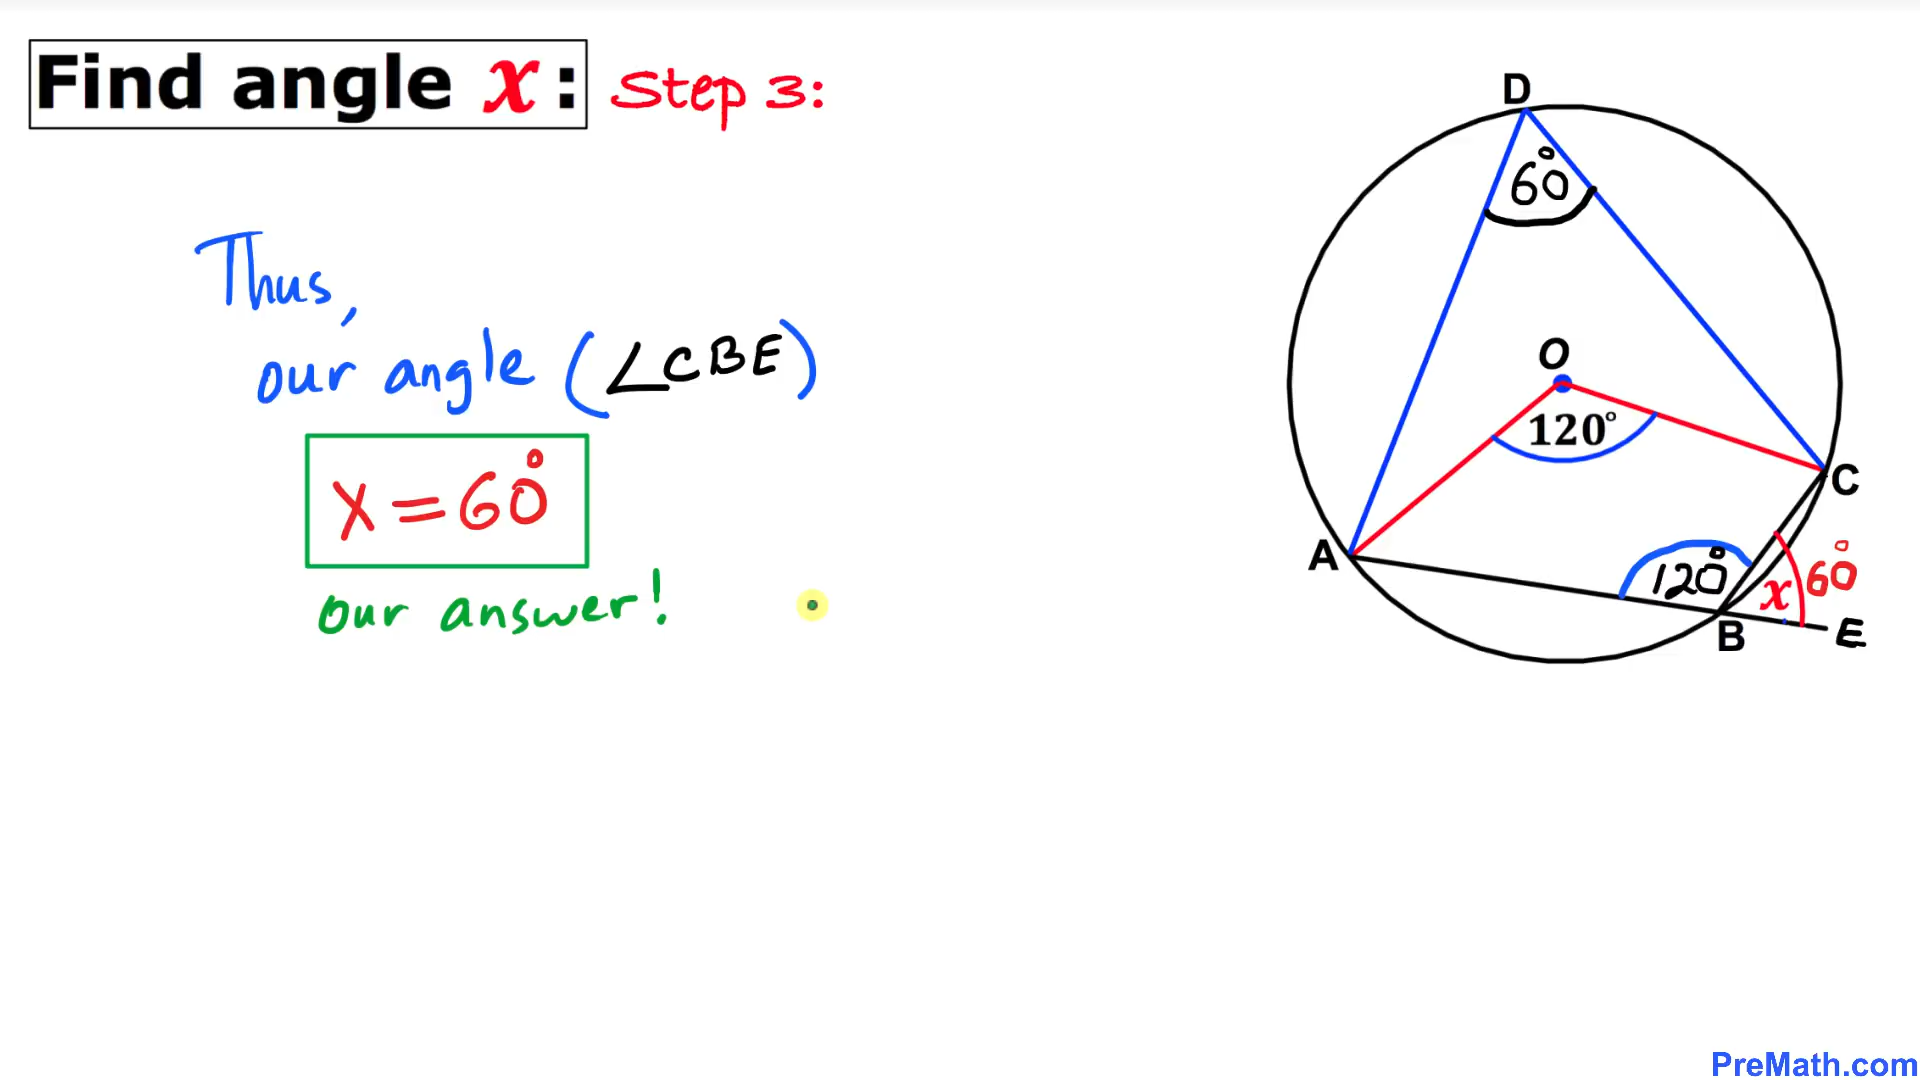 Find angle x: Step 3:
Thus,
our angle (∠CBE)
x = 60°
our answer!
D
60°
O
120°
C
A
120°
x
60°
B
E
PreMath.com